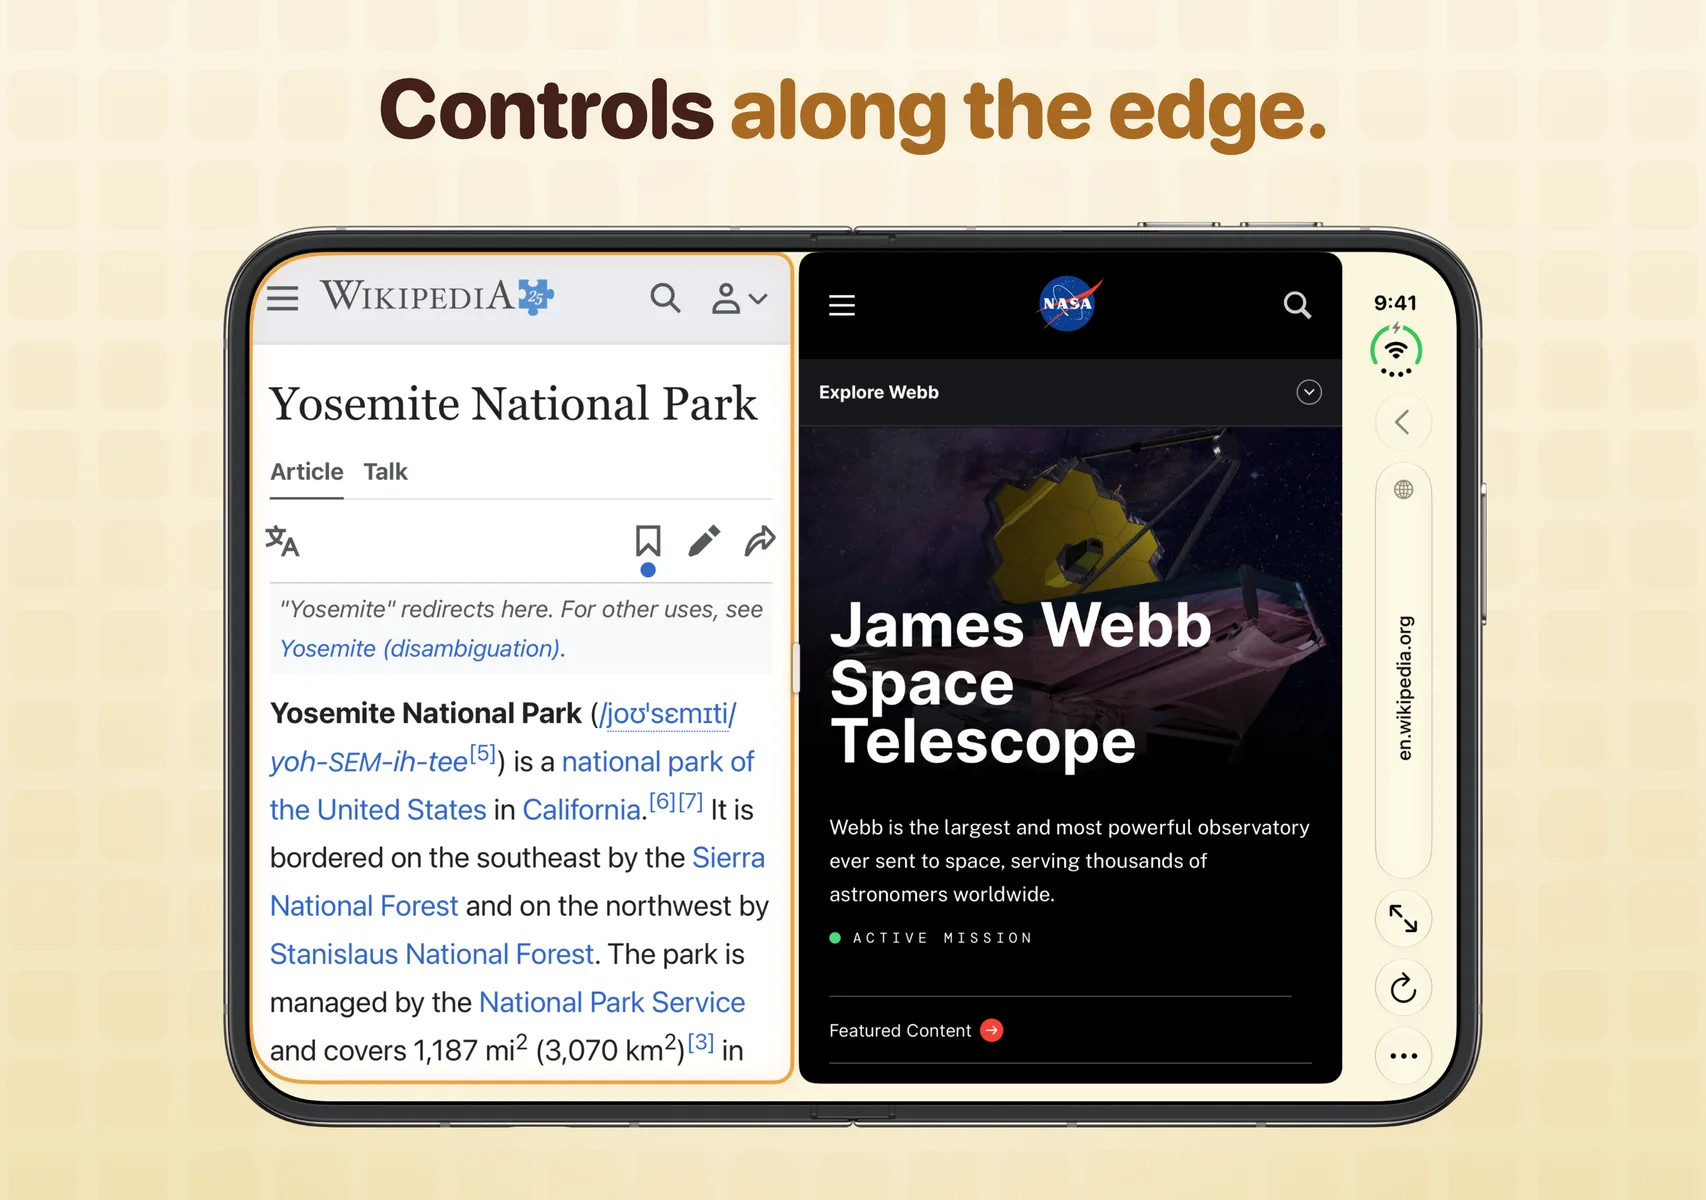 Controls along the edge.
WIKIPEDIA 25
Yosemite National Park
Article Talk
文A
"Yosemite" redirects here. For other uses, see
Yosemite (disambiguation).
Yosemite National Park (/joʊˈsɛmɪti/
yoh-SEM-ih-tee[5]) is a national park of
the United States in California.[6][7] It is
bordered on the southeast by the Sierra
National Forest and on the northwest by
Stanislaus National Forest. The park is
managed by the National Park Service
and covers 1,187 mi² (3,070 km²)[3] in
NASA
Explore Webb
James Webb
Space
Telescope
Webb is the largest and most powerful observatory
ever sent to space, serving thousands of
astronomers worldwide.
ACTIVE MISSION
Featured Content
9:41
en.wikipedia.org